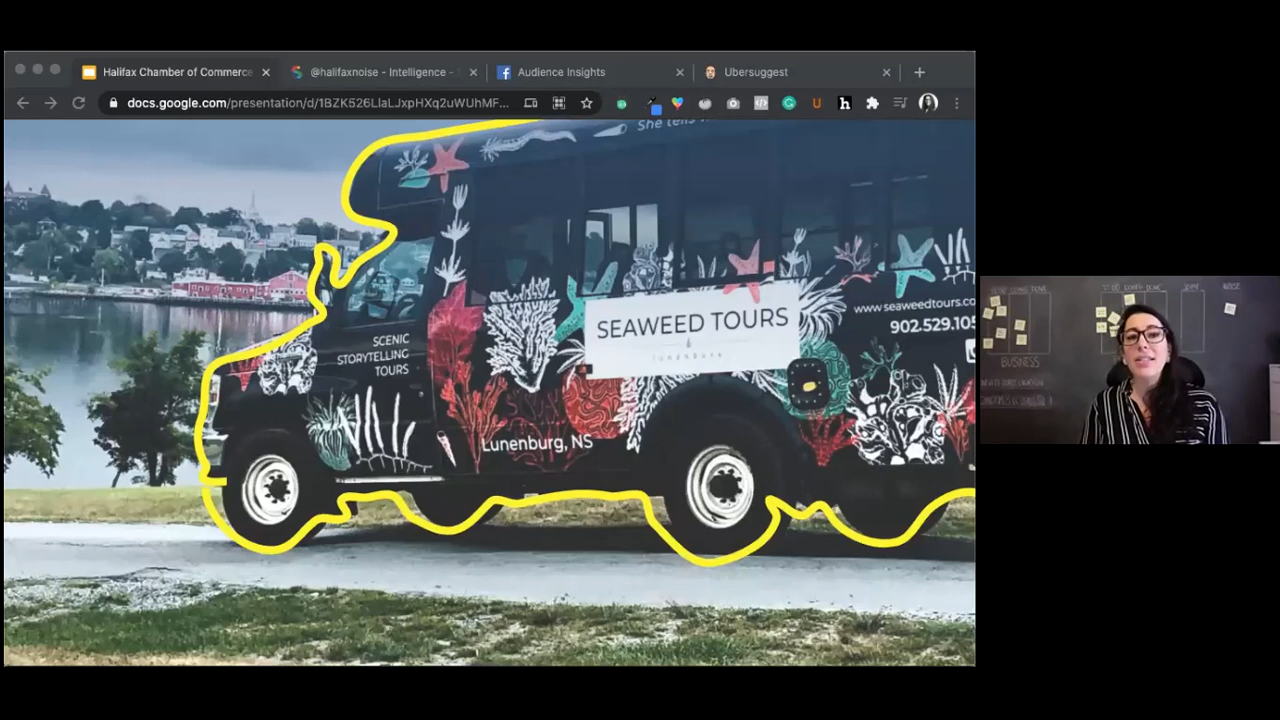 Halifax Chamber of Commerce
@halifaxnoise - Intelligence -
Audience Insights
Ubersuggest
docs.google.com/presentation/d/1BZK526LlaLJxpHXq2uWUhMF...
She tells
SEAWEED TOURS
lunenburg
www.seaweedtours.co
902.529.105
SCENIC
STORYTELLING
TOURS
Lunenburg, NS
BUSINESS